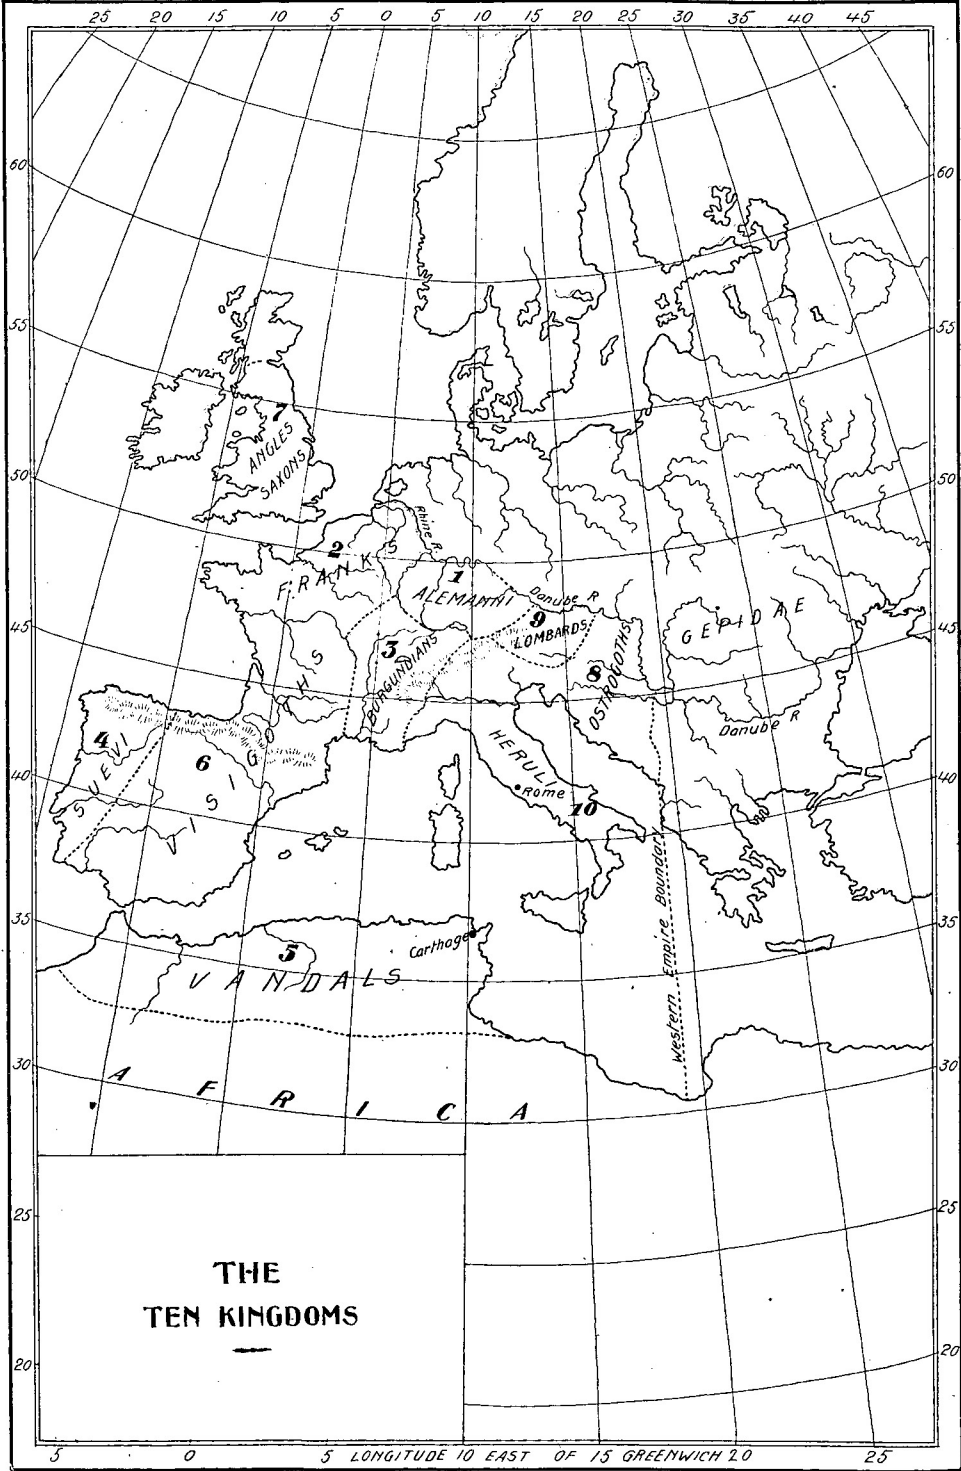 25 20 15 10 5 0 5 10 15 20 25 30 35 40 45
60 60
55 55
7
ANGLES
SAXONS
50 50
Rhine R.
2
FRANKS
1
ALEMANNI
Danube R
9
LOMBARDS
GEPIDAE
45 45
3
BURGUNDIANS
8
OSTROGOTHS
Danube R
4
SUEVI
6
VISIGOTHS
HERULI
Rome
10
40 40
35 35
Carthage
5
VANDALS
Western Empire Boundary
30 30
AFRICA
25 25
THE
TEN KINGDOMS
20 20
5 0 5 LONGITUDE 10 EAST OF 15 GREENWICH 20 25